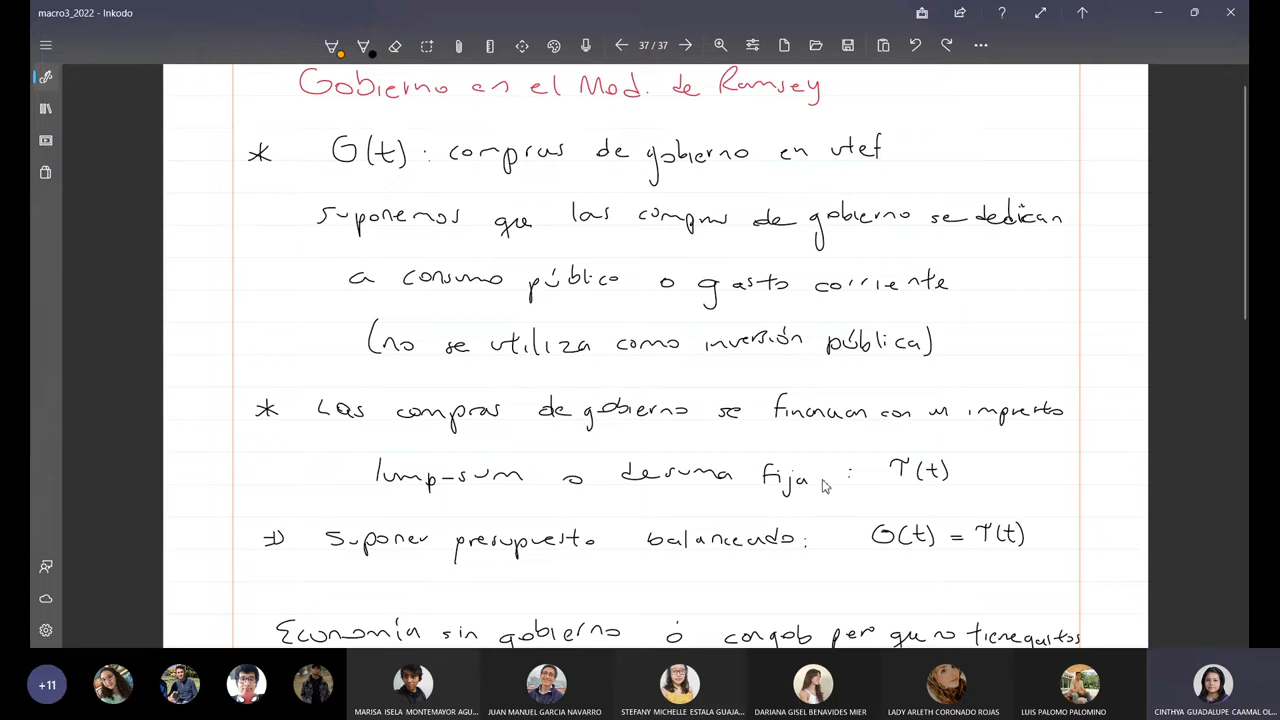 macro3_2022 - Inkodo
37 / 37
Gobierno en el Mod. de Ramsey
* G(t): compras de gobierno en utef
suponemos que las compras de gobierno se dedican
a consumo público o gasto corriente
(no se utiliza como inversión pública)
* Las compras de gobierno se financian con un impuesto
lump-sum o de suma fija : T(t)
⇒ Suponer presupuesto balanceado: G(t) = T(t)
Economía sin gobierno ó con gob pero que no tiene gastos
+11
MARISA ISELA MONTEMAYOR AGU...
JUAN MANUEL GARCIA NAVARRO
STEFANY MICHELLE ESTALA GUAJA...
DARIANA GISEL BENAVIDES MIER
LADY ARLETH CORONADO ROJAS
LUIS PALOMO PALOMINO
CINTHYA GUADALUPE CAAMAL OL...